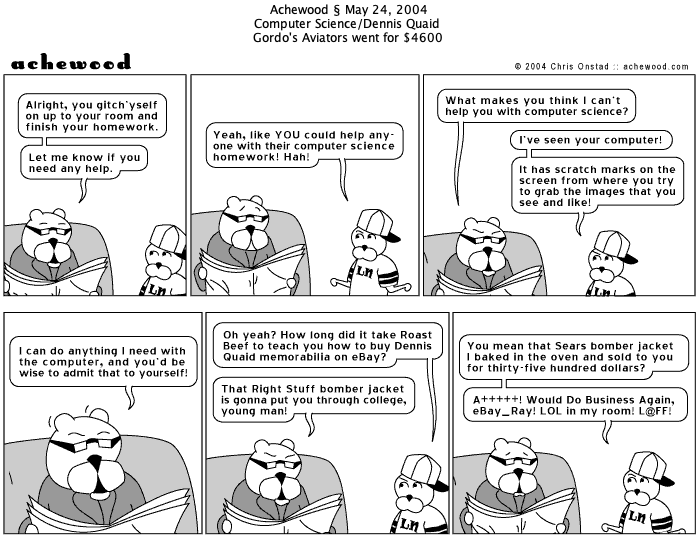 Achewood § May 24, 2004
Computer Science/Dennis Quaid
Gordo's Aviators went for $4600
achewood
© 2004 Chris Onstad :: achewood.com
Alright, you gitch'yself
on up to your room and
finish your homework.
Let me know if you
need any help.
LN
Yeah, like YOU could help any-
one with their computer science
homework! Hah!
LN
What makes you think I can't
help you with computer science?
I've seen your computer!
It has scratch marks on the
screen from where you try
to grab the images that you
see and like!
LN
I can do anything I need with
the computer, and you'd be
wise to admit that to yourself!
Oh yeah? How long did it take Roast
Beef to teach you how to buy Dennis
Quaid memorabilia on eBay?
That Right Stuff bomber jacket
is gonna put you through college,
young man!
LN
You mean that Sears bomber jacket
I baked in the oven and sold to you
for thirty-five hundred dollars?
A+++++! Would Do Business Again,
eBay_Ray! LOL in my room! L@FF!
LN